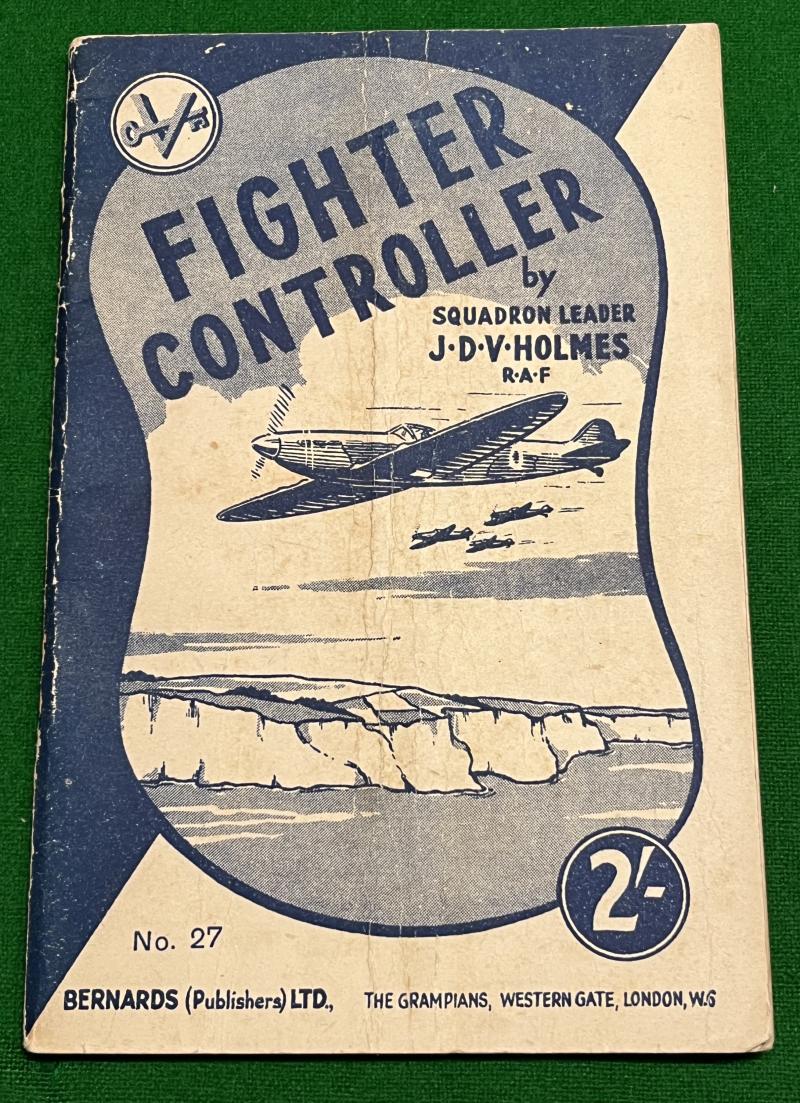 FIGHTER
CONTROLLER
by
SQUADRON LEADER
J·D·V·HOLMES
R·A·F
2/-
No. 27
BERNARDS (Publishers) LTD., THE GRAMPIANS, WESTERN GATE, LONDON, W.6